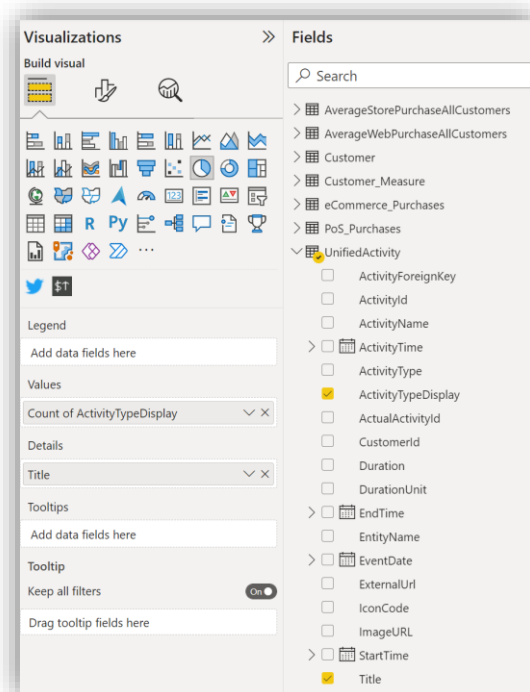 Visualizations
Build visual
123
R
Py
...
$↑
Legend
Add data fields here
Values
Count of ActivityTypeDisplay
Details
Title
Tooltips
Add data fields here
Tooltip
Keep all filters
On
Drag tooltip fields here
Fields
Search
AverageStorePurchaseAllCustomers
AverageWebPurchaseAllCustomers
Customer
Customer_Measure
eCommerce_Purchases
PoS_Purchases
UnifiedActivity
ActivityForeignKey
ActivityId
ActivityName
ActivityTime
ActivityType
ActivityTypeDisplay
ActualActivityId
CustomerId
Duration
DurationUnit
EndTime
EntityName
EventDate
ExternalUrl
IconCode
ImageURL
StartTime
Title